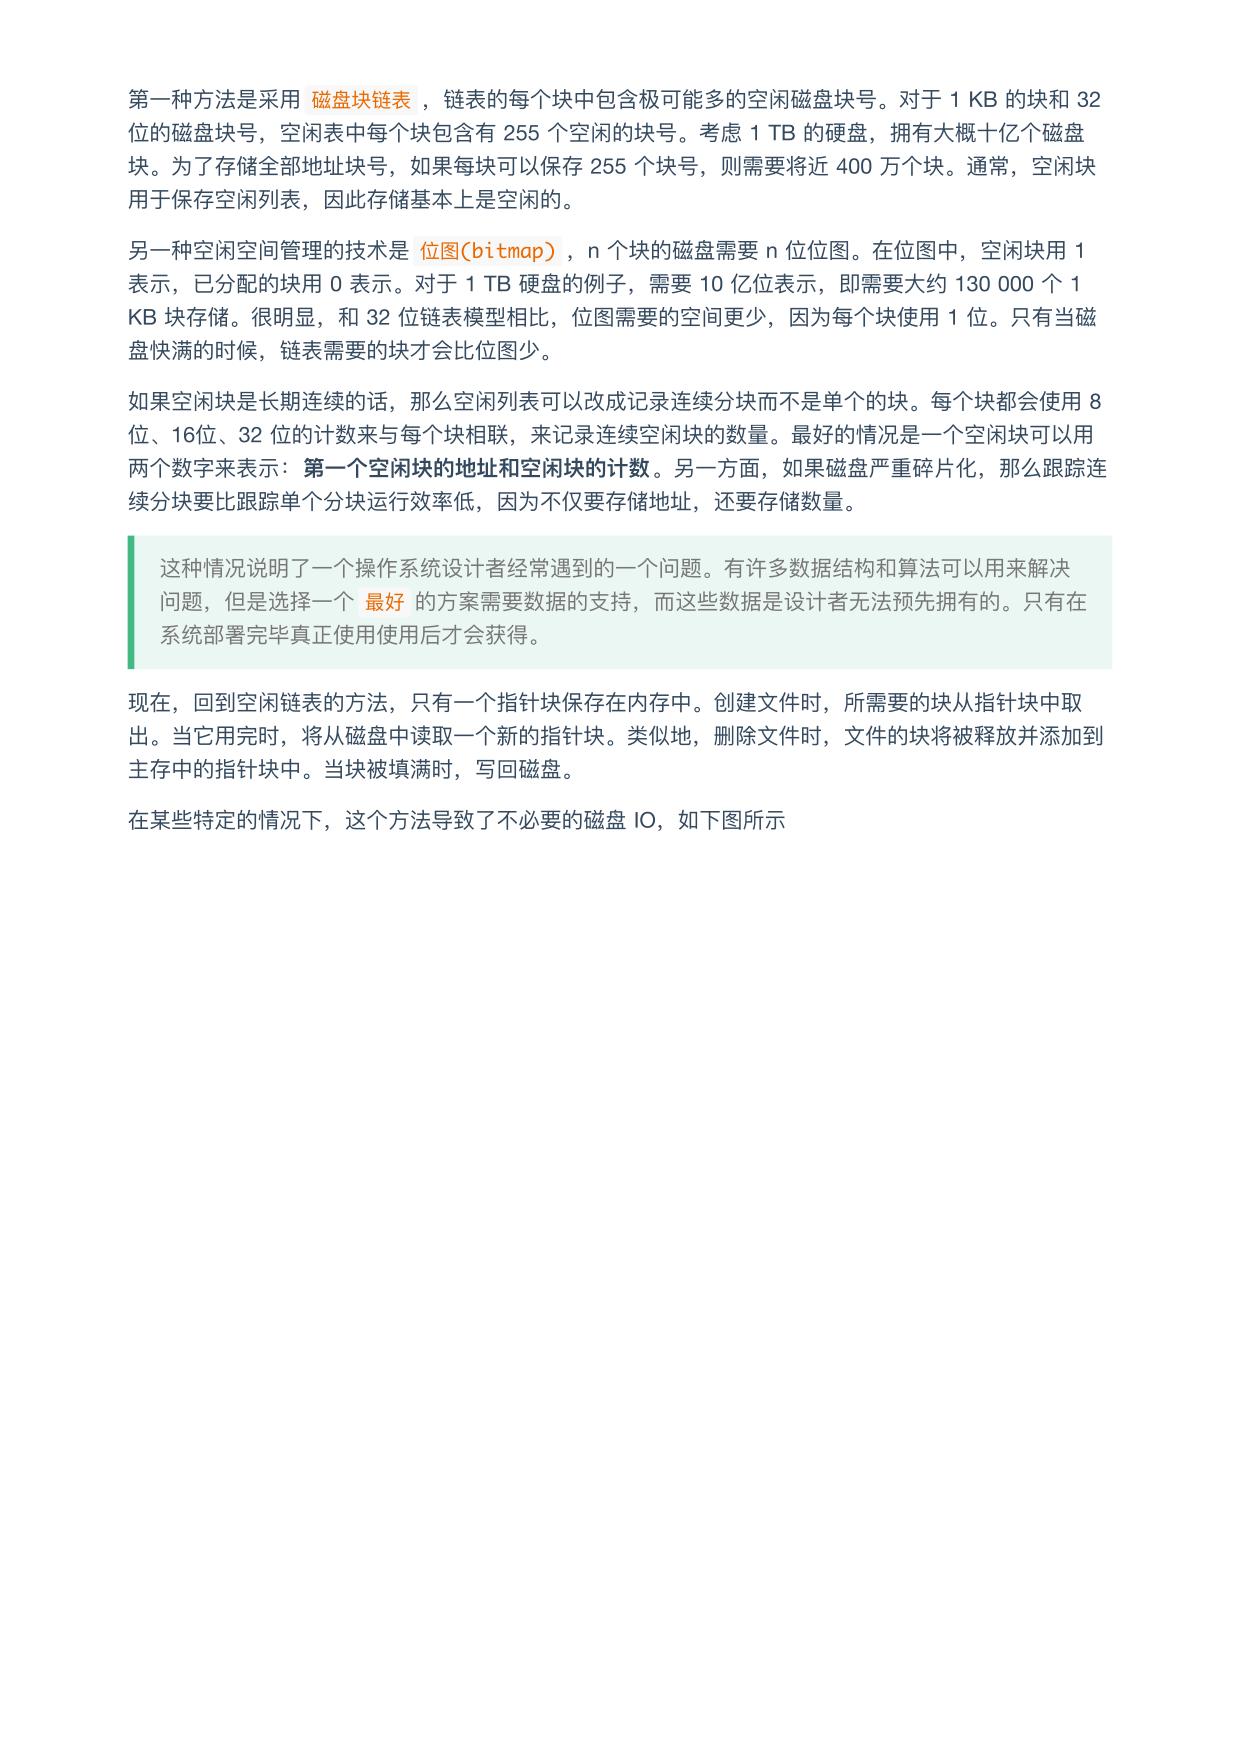 第一种方法是采用 磁盘块链表 ，链表的每个块中包含极可能多的空闲磁盘块号。对于 1 KB 的块和 32
位的磁盘块号，空闲表中每个块包含有 255 个空闲的块号。考虑 1 TB 的硬盘，拥有大概十亿个磁盘
块。为了存储全部地址块号，如果每块可以保存 255 个块号，则需要将近 400 万个块。通常，空闲块
用于保存空闲列表，因此存储基本上是空闲的。
另一种空闲空间管理的技术是 位图(bitmap) ，n 个块的磁盘需要 n 位位图。在位图中，空闲块用 1
表示，已分配的块用 0 表示。对于 1 TB 硬盘的例子，需要 10 亿位表示，即需要大约 130 000 个 1
KB 块存储。很明显，和 32 位链表模型相比，位图需要的空间更少，因为每个块使用 1 位。只有当磁
盘快满的时候，链表需要的块才会比位图少。
如果空闲块是长期连续的话，那么空闲列表可以改成记录连续分块而不是单个的块。每个块都会使用 8
位、16位、32 位的计数来与每个块相联，来记录连续空闲块的数量。最好的情况是一个空闲块可以用
两个数字来表示：第一个空闲块的地址和空闲块的计数。另一方面，如果磁盘严重碎片化，那么跟踪连
续分块要比跟踪单个分块运行效率低，因为不仅要存储地址，还要存储数量。
这种情况说明了一个操作系统设计者经常遇到的一个问题。有许多数据结构和算法可以用来解决
问题，但是选择一个 最好 的方案需要数据的支持，而这些数据是设计者无法预先拥有的。只有在
系统部署完毕真正使用使用后才会获得。
现在，回到空闲链表的方法，只有一个指针块保存在内存中。创建文件时，所需要的块从指针块中取
出。当它用完时，将从磁盘中读取一个新的指针块。类似地，删除文件时，文件的块将被释放并添加到
主存中的指针块中。当块被填满时，写回磁盘。
在某些特定的情况下，这个方法导致了不必要的磁盘 IO，如下图所示